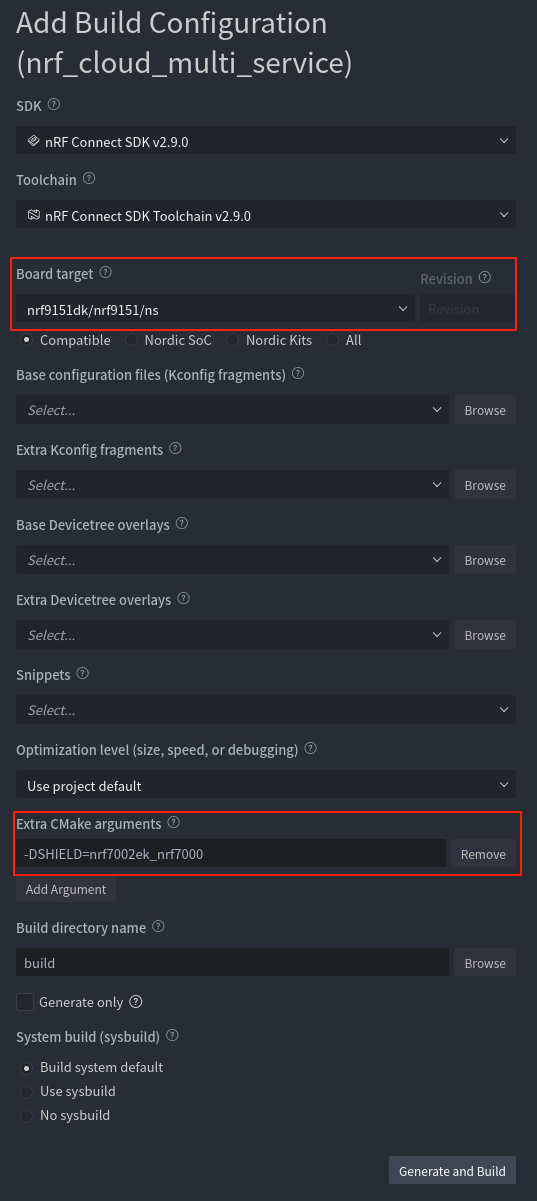 Add Build Configuration
(nrf_cloud_multi_service)
SDK
nRF Connect SDK v2.9.0
Toolchain
nRF Connect SDK Toolchain v2.9.0
Board target
Revision
nrf9151dk/nrf9151/ns
Revision
Compatible Nordic SoC Nordic Kits All
Base configuration files (Kconfig fragments)
Select... Browse
Extra Kconfig fragments
Select... Browse
Base Devicetree overlays
Select... Browse
Extra Devicetree overlays
Select... Browse
Snippets
Select...
Optimization level (size, speed, or debugging)
Use project default
Extra CMake arguments
-DSHIELD=nrf7002ek_nrf7000 Remove
Add Argument
Build directory name
build Browse
Generate only
System build (sysbuild)
Build system default
Use sysbuild
No sysbuild
Generate and Build